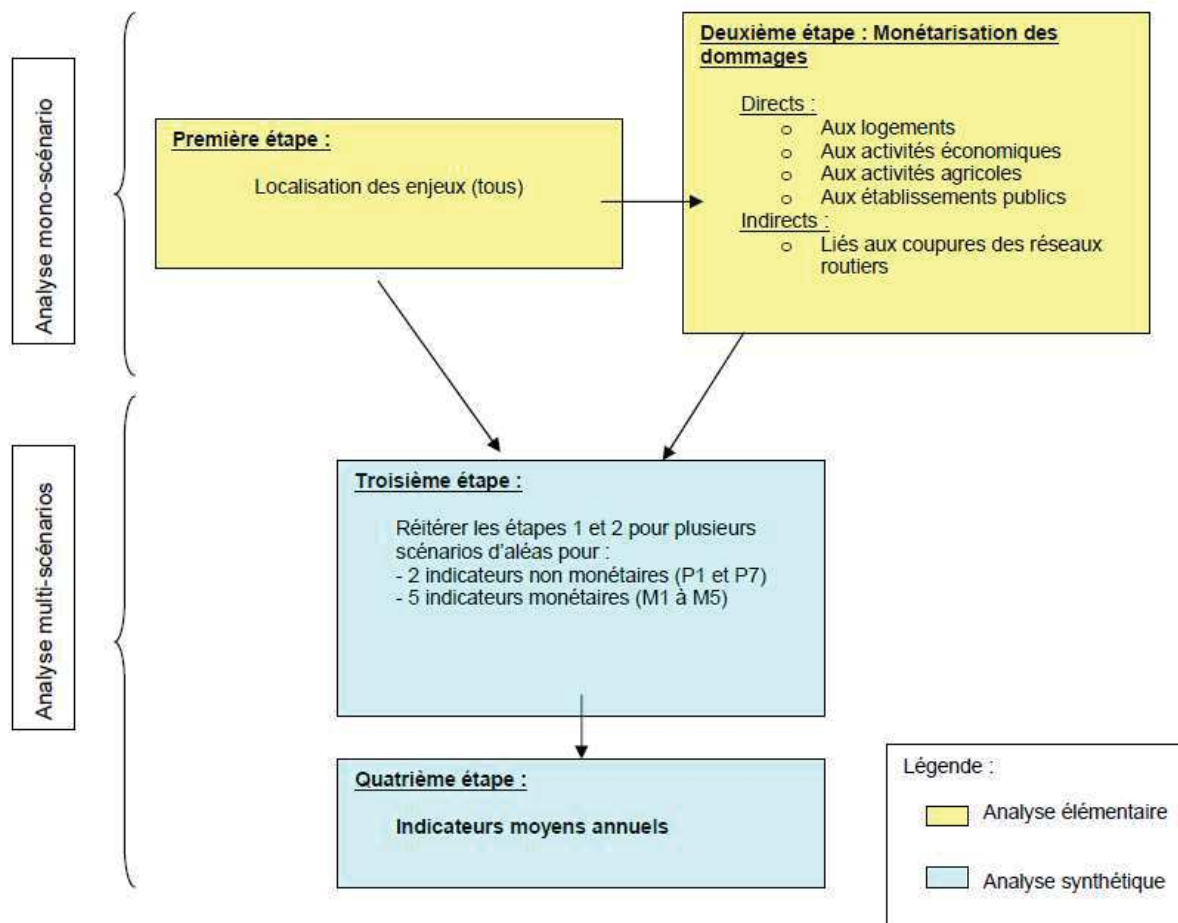 Analyse mono-scénario
Première étape :
Localisation des enjeux (tous)
Deuxième étape : Monétarisation des
dommages
Directs :
o Aux logements
o Aux activités économiques
o Aux activités agricoles
o Aux établissements publics
Indirects :
o Liés aux coupures des réseaux
routiers
Analyse multi-scénarios
Troisième étape :
Réitérer les étapes 1 et 2 pour plusieurs
scénarios d'aléas pour :
- 2 indicateurs non monétaires (P1 et P7)
- 5 indicateurs monétaires (M1 à M5)
Quatrième étape :
Indicateurs moyens annuels
Légende :
Analyse élémentaire
Analyse synthétique